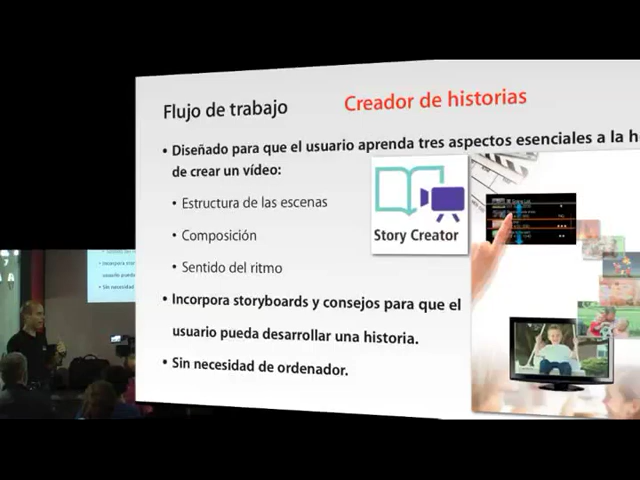 Flujo de trabajo
Creador de historias
• Diseñado para que el usuario aprenda tres aspectos esenciales a la h
de crear un vídeo:
• Estructura de las escenas
• Composición
• Sentido del ritmo
Story Creator
• Incorpora storyboards y consejos para que el
usuario pueda desarrollar una historia.
• Sin necesidad de ordenador.